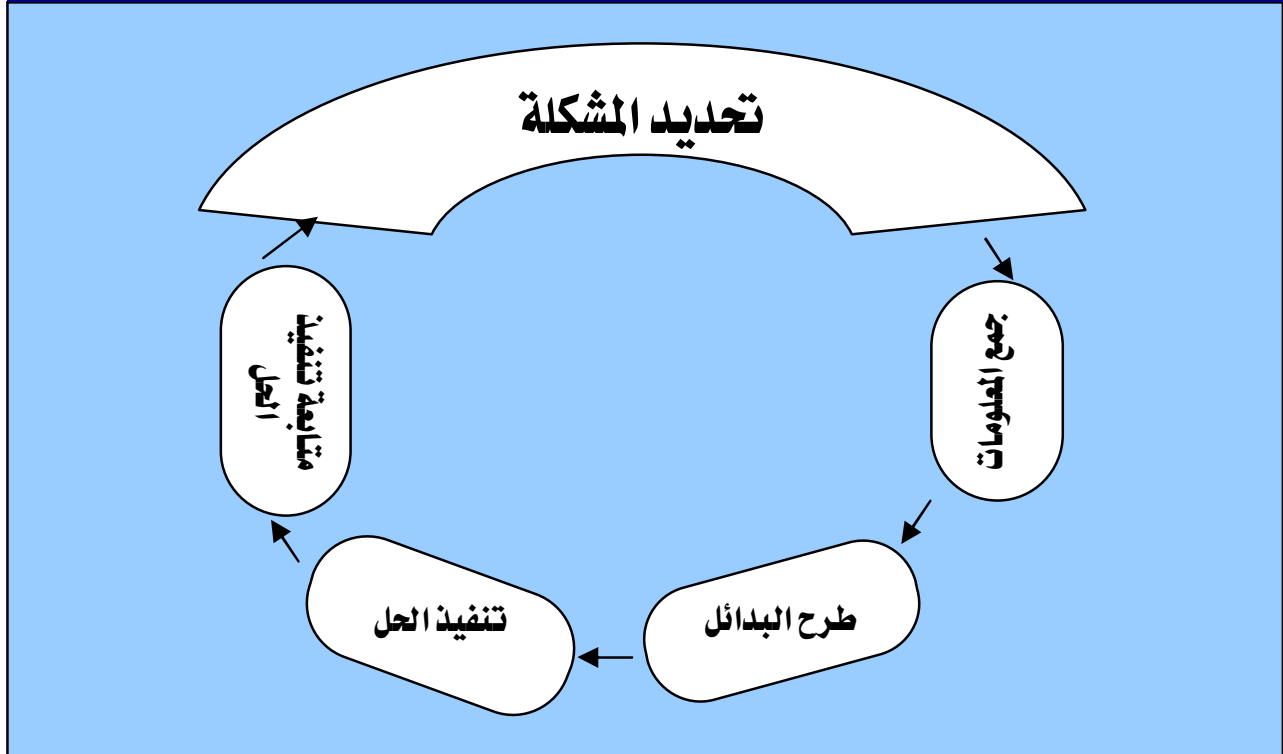 تحديد المشكلة
جمع المعلومات
طرح البدائل
تنفيذ الحل
متابعة تنفيذ
الحل